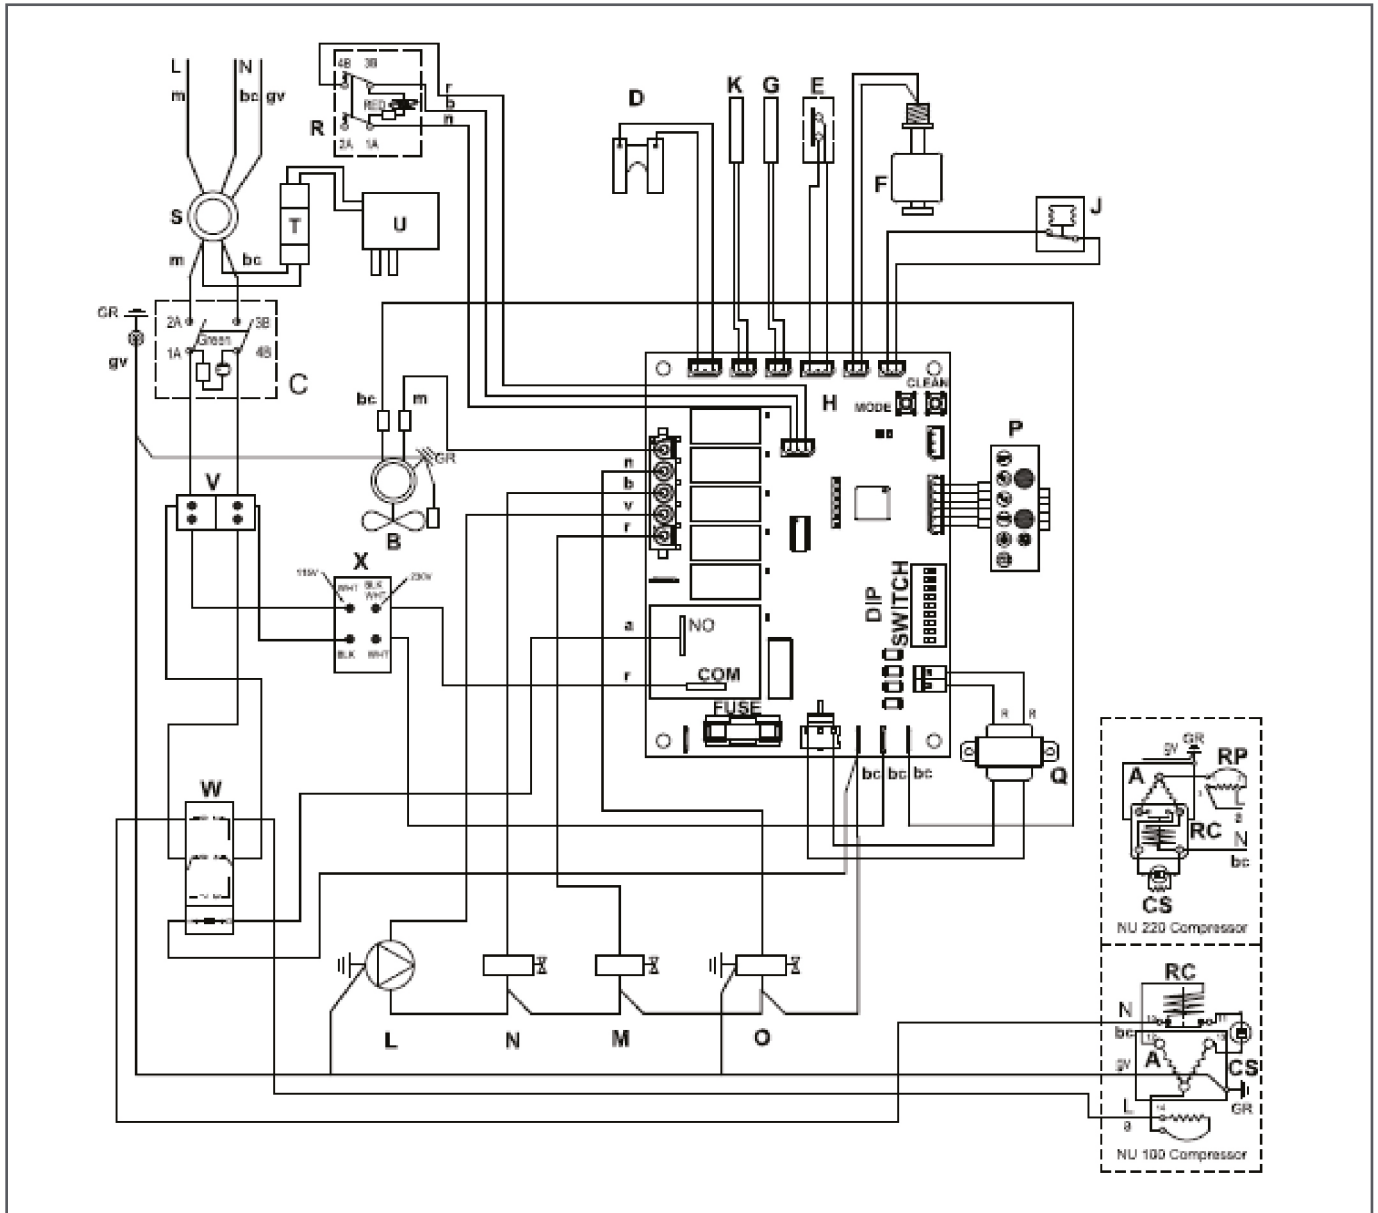 L N
m bc gv
4B 3B
RED
R
2A 1A
r
b
n
D
K
G
E
F
J
S
T
U
m bc
GR
gv
2A 3B
Green
1A 4B
C
bc m
GR
B
V
H
MODE
CLEAN
P
n
b
v
r
X
115V
230V
WHT
BLK
WHT
BLK
WHT
a
NO
r
COM
FUSE
DIP
SWITCH
R R
Q
bc bc bc
W
L
N
M
O
gv
GR
RP
A
RC
N
bc
CS
NU 220 Compressor
RC
N
bc
A
gv
CS
GR
L
NU 100 Compressor